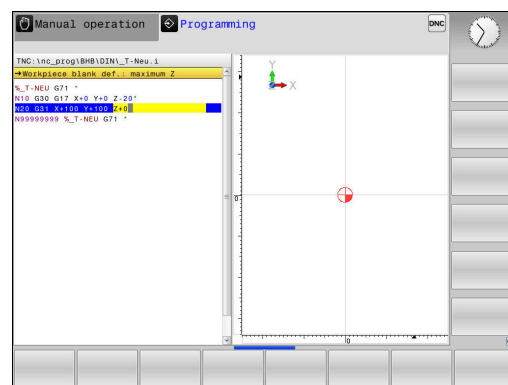 Manual operation
Programming
DNC
TNC:\nc_prog\BHB\DIN\_T-Neu.i
→Workpiece blank def.: maximum Z
%_T-NEU G71 *
N10 G30 G17 X+0 Y+0 Z-20*
N20 G31 X+100 Y+100 Z+0
N99999999 %_T-NEU G71 *
Y
X
0
0